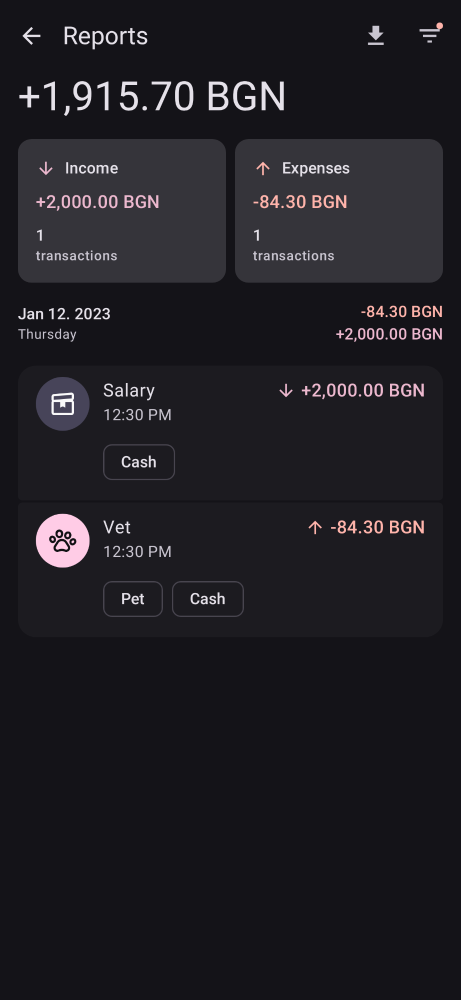 Reports
+1,915.70 BGN
Income
+2,000.00 BGN
1
transactions
Expenses
-84.30 BGN
1
transactions
Jan 12. 2023
Thursday
-84.30 BGN
+2,000.00 BGN
Salary
+2,000.00 BGN
12:30 PM
Cash
Vet
-84.30 BGN
12:30 PM
Pet
Cash